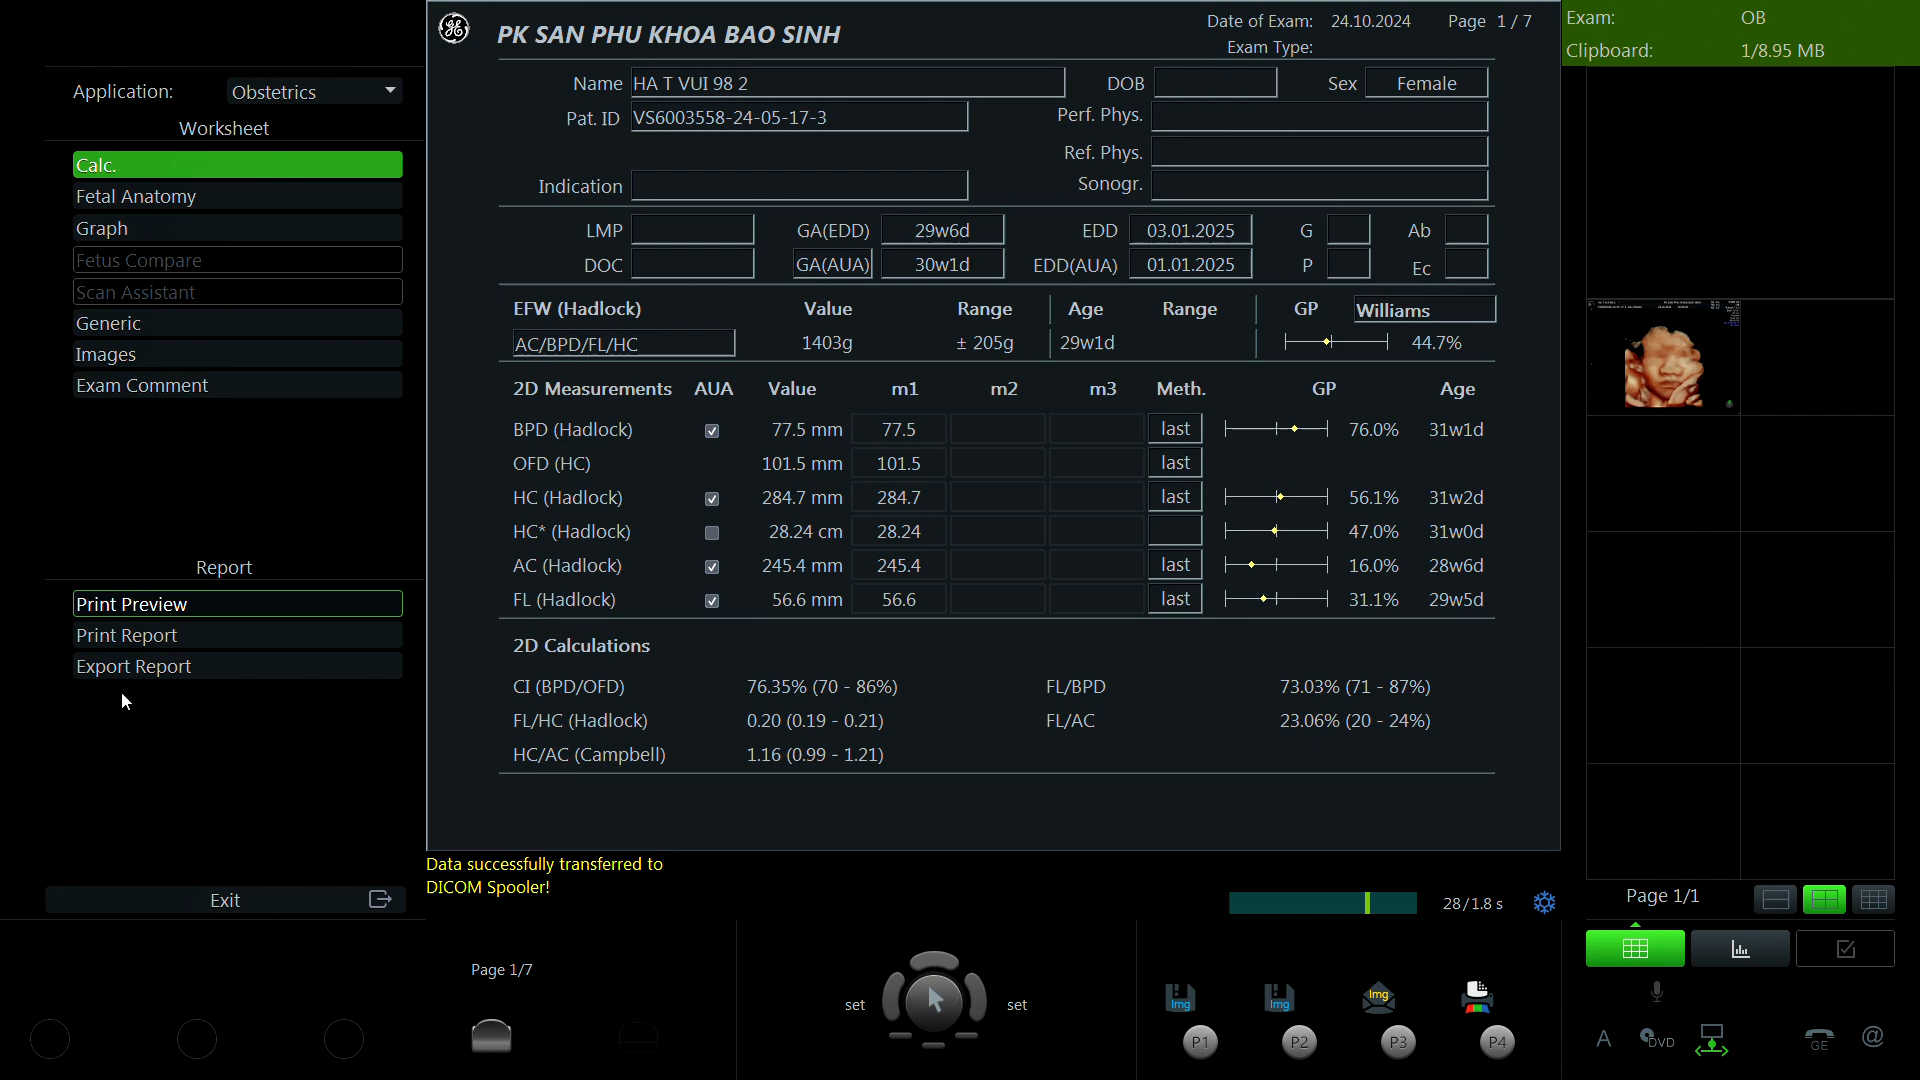 Application: Obstetrics
Worksheet
Calc.
Fetal Anatomy
Graph
Fetus Compare
Scan Assistant
Generic
Images
Exam Comment
Report
Print Preview
Print Report
Export Report
Exit
PK SAN PHU KHOA BAO SINH
Date of Exam: 24.10.2024 Page 1 / 7
Exam Type:
Name HA T VUI 98 2 DOB Sex Female
Pat. ID VS6003558-24-05-17-3 Perf. Phys.
Ref. Phys.
Indication Sonogr.
LMP GA(EDD) 29w6d EDD 03.01.2025 G Ab
DOC GA(AUA) 30w1d EDD(AUA) 01.01.2025 P Ec
EFW (Hadlock) Value Range Age Range GP Williams
AC/BPD/FL/HC 1403g ± 205g 29w1d 44.7%
2D Measurements AUA Value m1 m2 m3 Meth. GP Age
BPD (Hadlock) 77.5 mm 77.5 last 76.0% 31w1d
OFD (HC) 101.5 mm 101.5 last
HC (Hadlock) 284.7 mm 284.7 last 56.1% 31w2d
HC* (Hadlock) 28.24 cm 28.24 47.0% 31w0d
AC (Hadlock) 245.4 mm 245.4 last 16.0% 28w6d
FL (Hadlock) 56.6 mm 56.6 last 31.1% 29w5d
2D Calculations
CI (BPD/OFD) 76.35% (70 - 86%) FL/BPD 73.03% (71 - 87%)
FL/HC (Hadlock) 0.20 (0.19 - 0.21) FL/AC 23.06% (20 - 24%)
HC/AC (Campbell) 1.16 (0.99 - 1.21)
Data successfully transferred to
DICOM Spooler!
28/1.8 s
Page 1/7
set set
Img Img Img
P1 P2 P3 P4
Exam: OB
Clipboard: 1/8.95 MB
Page 1/1
A DVD GE @